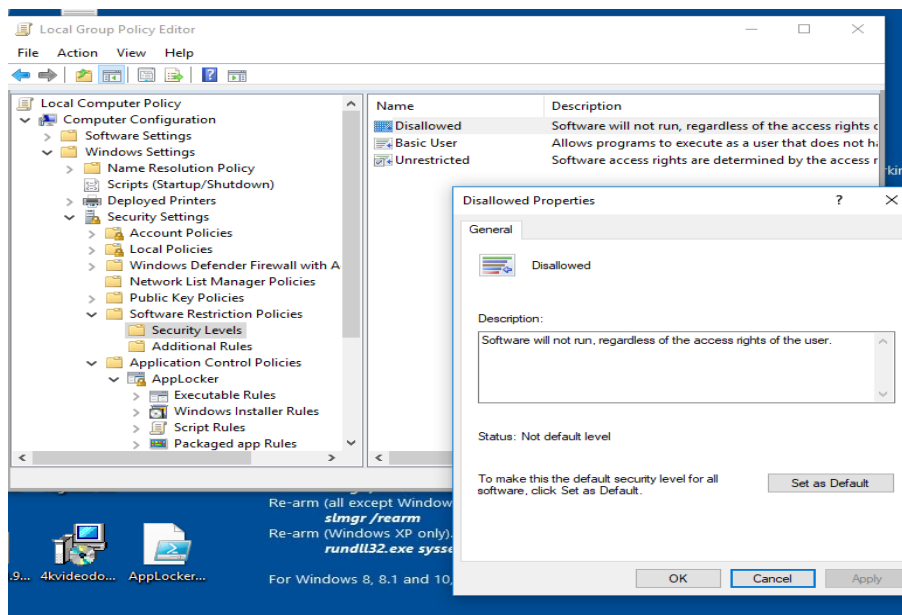 Local Group Policy Editor
File Action View Help
Local Computer Policy
Computer Configuration
Software Settings
Windows Settings
Name Resolution Policy
Scripts (Startup/Shutdown)
Deployed Printers
Security Settings
Account Policies
Local Policies
Windows Defender Firewall with A
Network List Manager Policies
Public Key Policies
Software Restriction Policies
Security Levels
Additional Rules
Application Control Policies
AppLocker
Executable Rules
Windows Installer Rules
Script Rules
Packaged app Rules
Name Description
Disallowed Software will not run, regardless of the access rights
Basic User Allows programs to execute as a user that does not
Unrestricted Software access rights are determined by the access
Disallowed Properties
General
Disallowed
Description:
Software will not run, regardless of the access rights of the user.
Status: Not default level
To make this the default security level for all
software, click Set as Default.
Set as Default
OK Cancel Apply
Re-arm (all except Window
slmgr /rearm
Re-arm (Windows XP only)
rundll32.exe sysse
For Windows 8, 8.1 and 10,
.9... 4kvideodo... AppLocker...